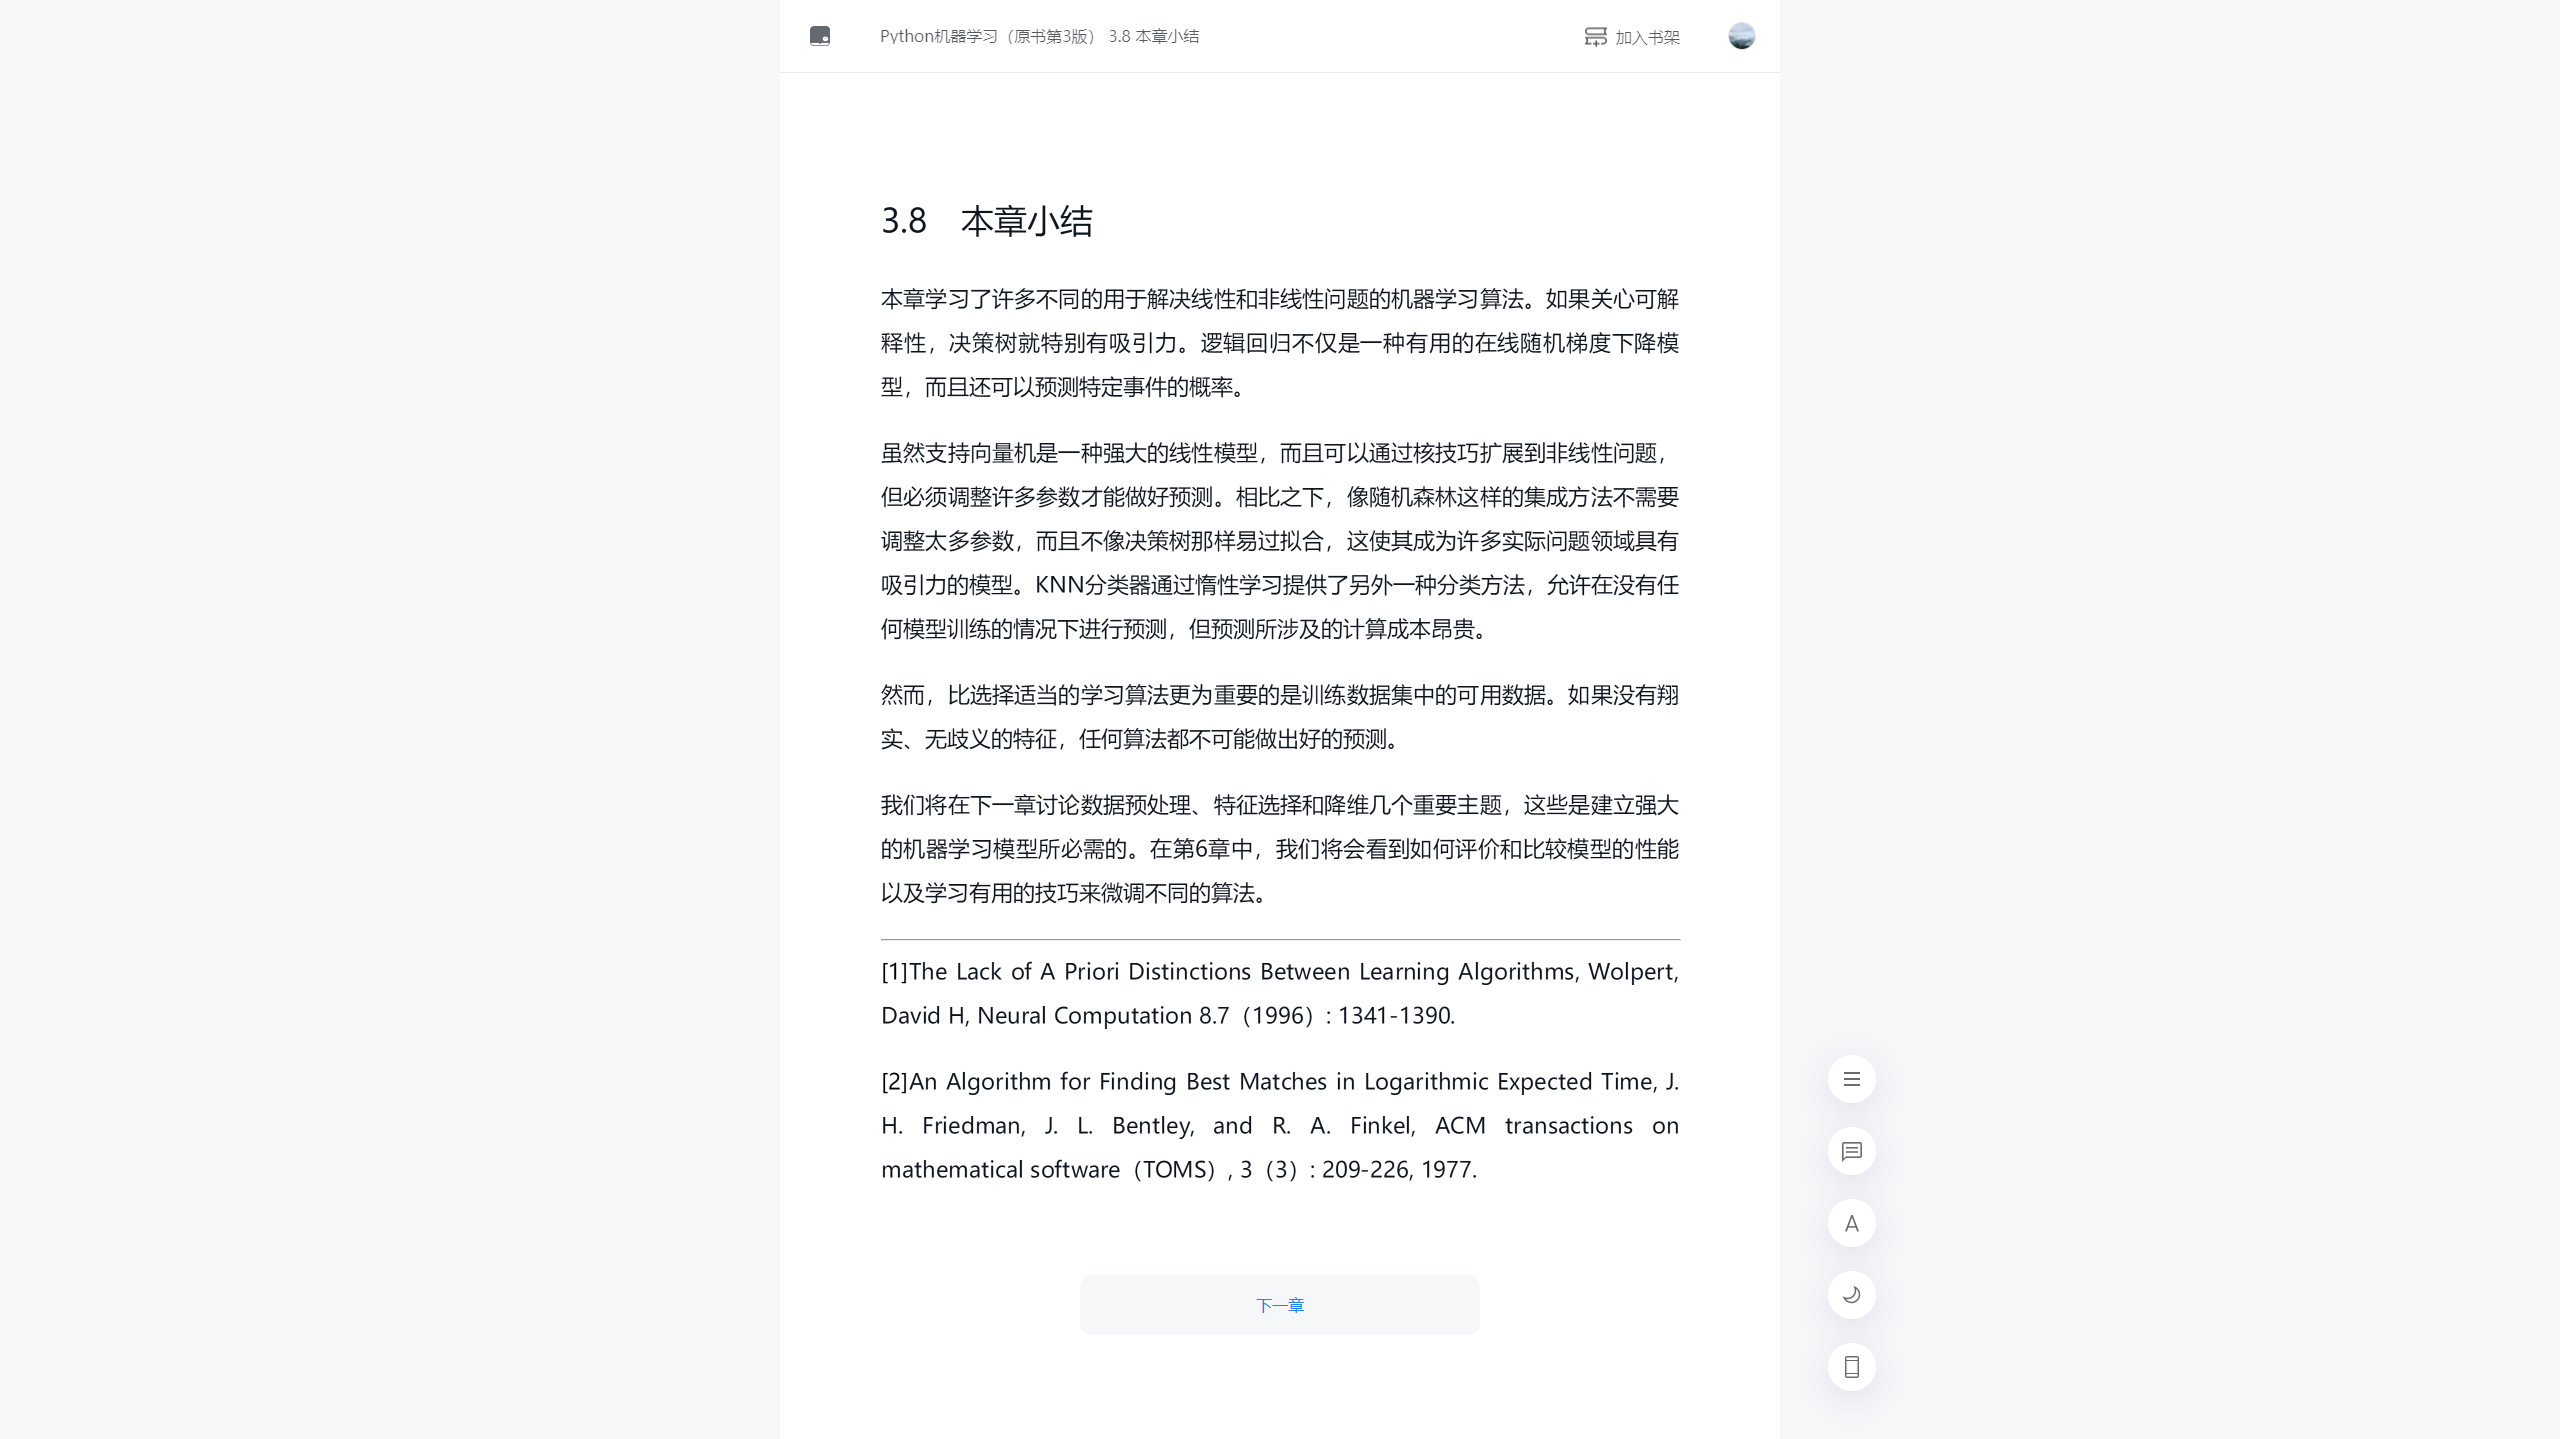 Python机器学习（原书第3版） 3.8 本章小结
加入书架
3.8　本章小结
本章学习了许多不同的用于解决线性和非线性问题的机器学习算法。如果关心可解
释性，决策树就特别有吸引力。逻辑回归不仅是一种有用的在线随机梯度下降模
型，而且还可以预测特定事件的概率。
虽然支持向量机是一种强大的线性模型，而且可以通过核技巧扩展到非线性问题，
但必须调整许多参数才能做好预测。相比之下，像随机森林这样的集成方法不需要
调整太多参数，而且不像决策树那样易过拟合，这使其成为许多实际问题领域具有
吸引力的模型。KNN分类器通过惰性学习提供了另外一种分类方法，允许在没有任
何模型训练的情况下进行预测，但预测所涉及的计算成本昂贵。
然而，比选择适当的学习算法更为重要的是训练数据集中的可用数据。如果没有翔
实、无歧义的特征，任何算法都不可能做出好的预测。
我们将在下一章讨论数据预处理、特征选择和降维几个重要主题，这些是建立强大
的机器学习模型所必需的。在第6章中，我们将会看到如何评价和比较模型的性能
以及学习有用的技巧来微调不同的算法。
[1]The Lack of A Priori Distinctions Between Learning Algorithms, Wolpert,
David H, Neural Computation 8.7（1996）: 1341-1390.
[2]An Algorithm for Finding Best Matches in Logarithmic Expected Time, J.
H. Friedman, J. L. Bentley, and R. A. Finkel, ACM transactions on
mathematical software（TOMS）, 3（3）: 209-226, 1977.
A
下一章